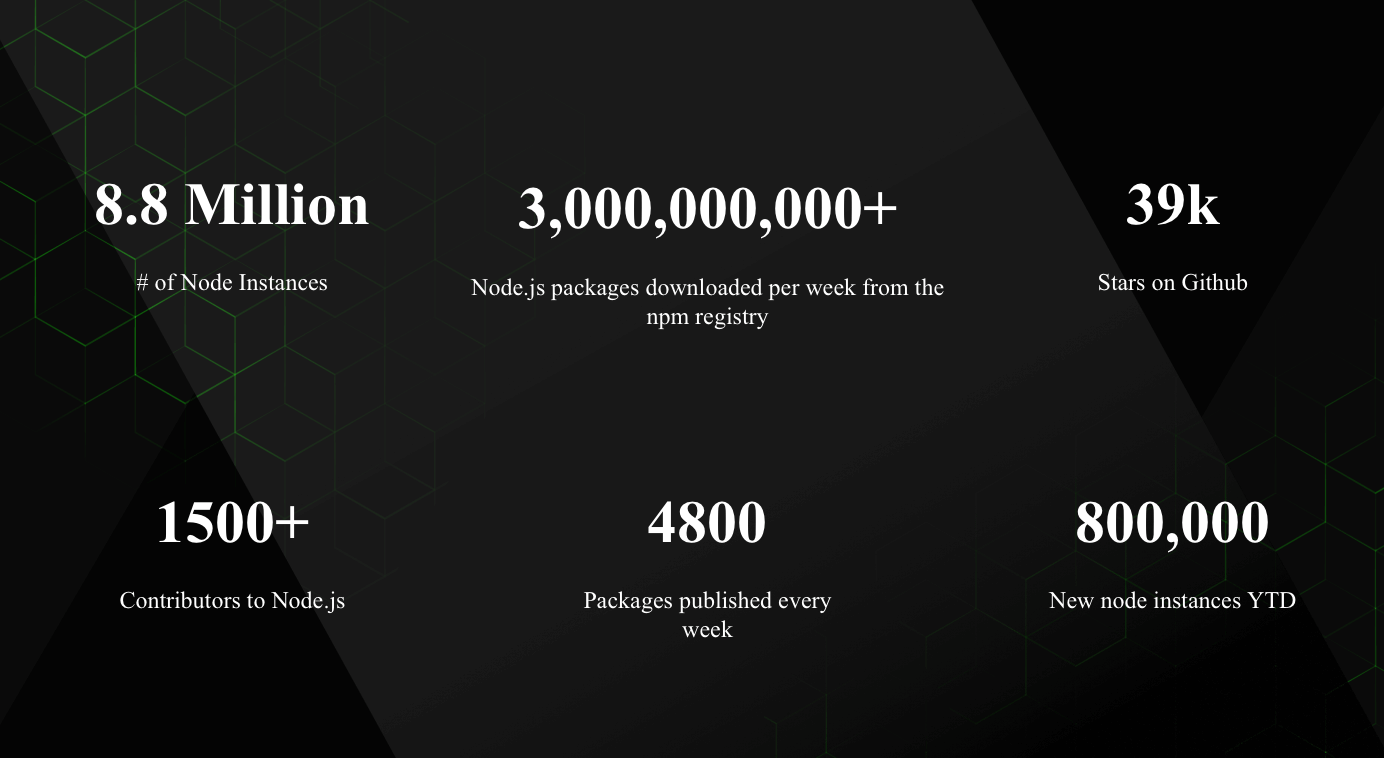 8.8 Million
# of Node Instances
3,000,000,000+
Node.js packages downloaded per week from the
npm registry
39k
Stars on Github
1500+
Contributors to Node.js
4800
Packages published every
week
800,000
New node instances YTD